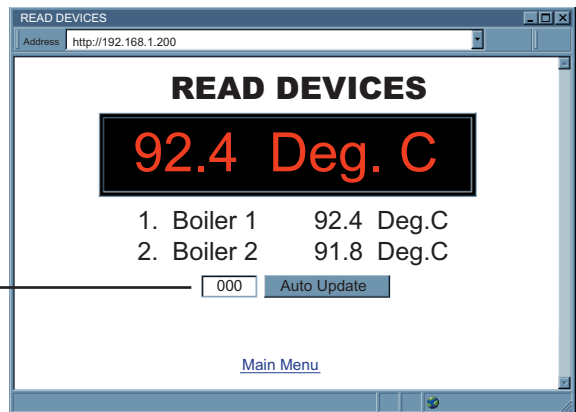 READ DEVICES
Address http://192.168.1.200
READ DEVICES
92.4 Deg. C
1. Boiler 1 92.4 Deg.C
2. Boiler 2 91.8 Deg.C
000 Auto Update
Main Menu